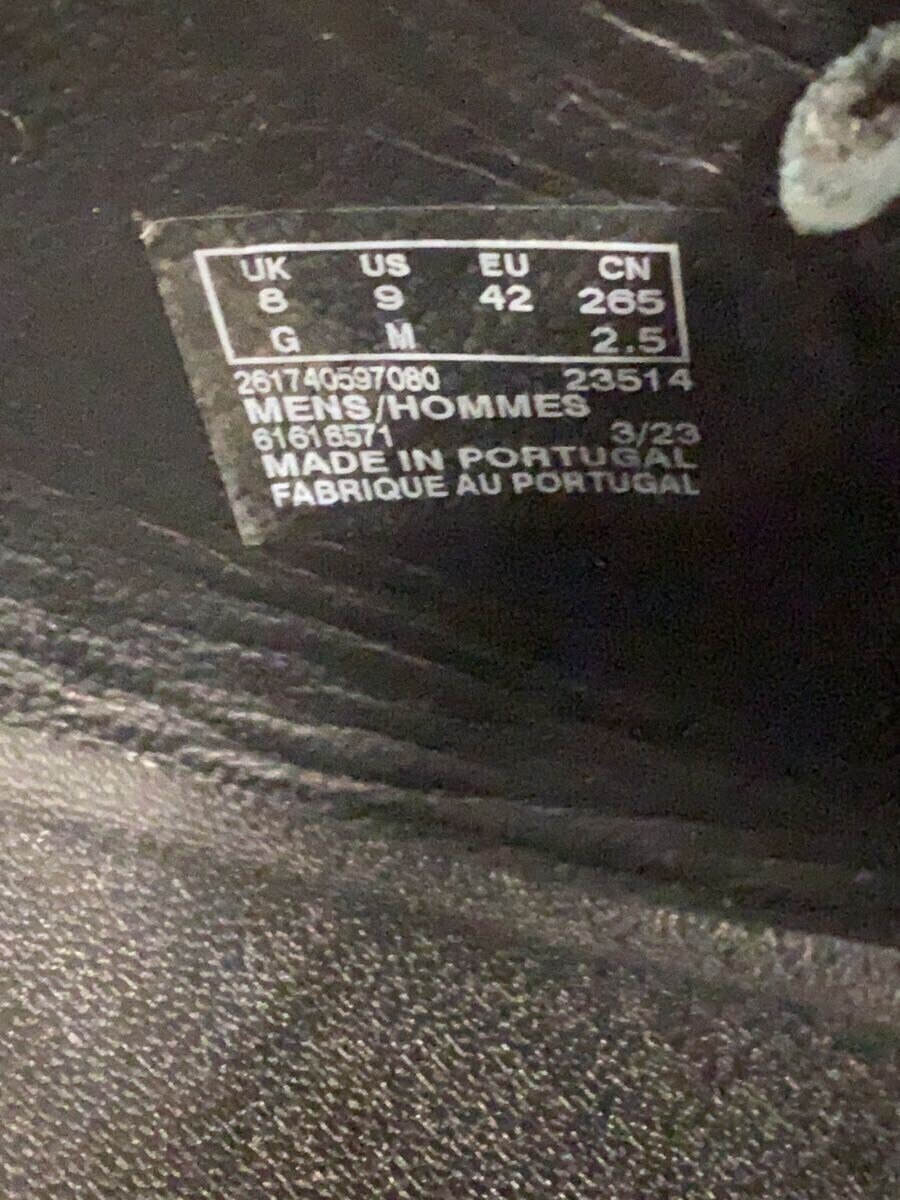 UK US EU CN
8 9 42 265
G M 2.5
261740597080 23514
MENS/HOMMES
61616571 3/23
MADE IN PORTUGAL
FABRIQUE AU PORTUGAL